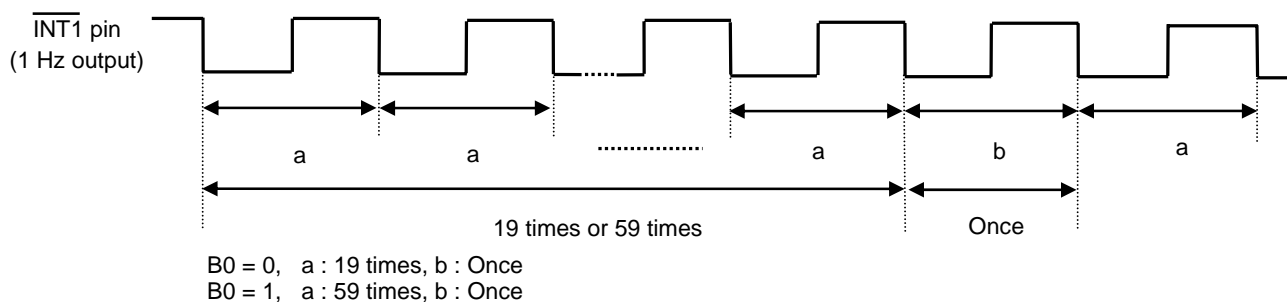 INT1 pin
(1 Hz output)
a
a
a
b
a
19 times or 59 times
Once
B0 = 0, a : 19 times, b : Once
B0 = 1, a : 59 times, b : Once